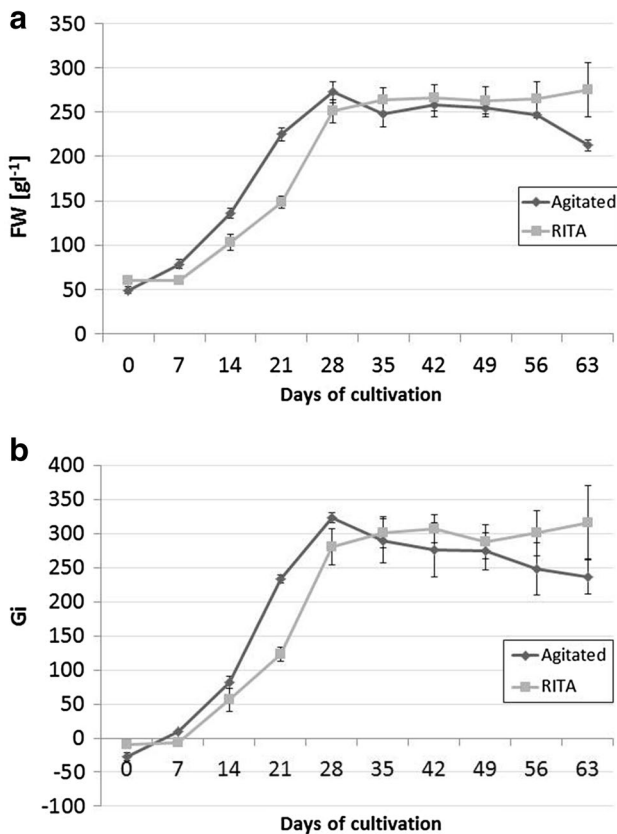 a
350
300
250
200
150
100
50
0
FW [gl⁻¹]
Agitated
RITA
0 7 14 21 28 35 42 49 56 63
Days of cultivation
b
400
350
300
250
200
150
100
50
0
-50
-100
Gi
Agitated
RITA
0 7 14 21 28 35 42 49 56 63
Days of cultivation